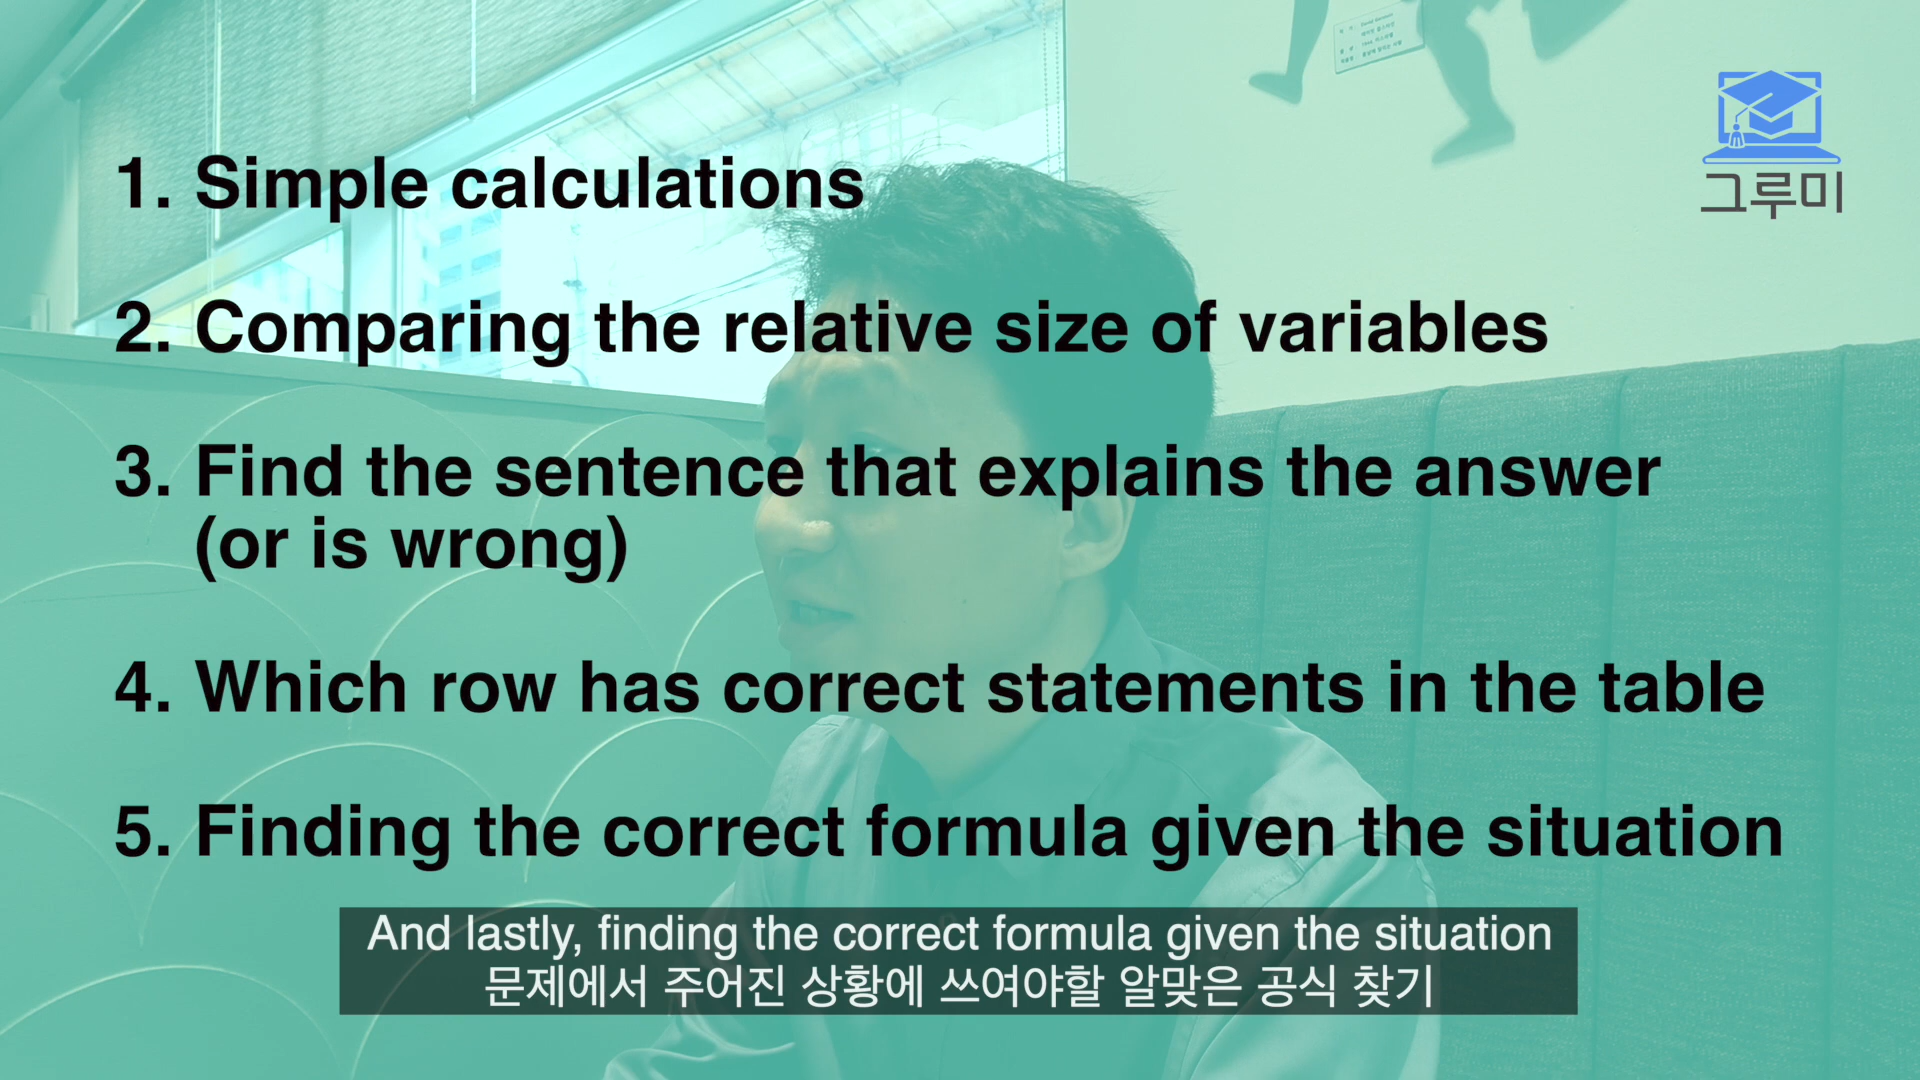 그루미
1. Simple calculations
2. Comparing the relative size of variables
3. Find the sentence that explains the answer
(or is wrong)
4. Which row has correct statements in the table
5. Finding the correct formula given the situation
And lastly, finding the correct formula given the situation
문제에서 주어진 상황에 쓰여야할 알맞은 공식 찾기